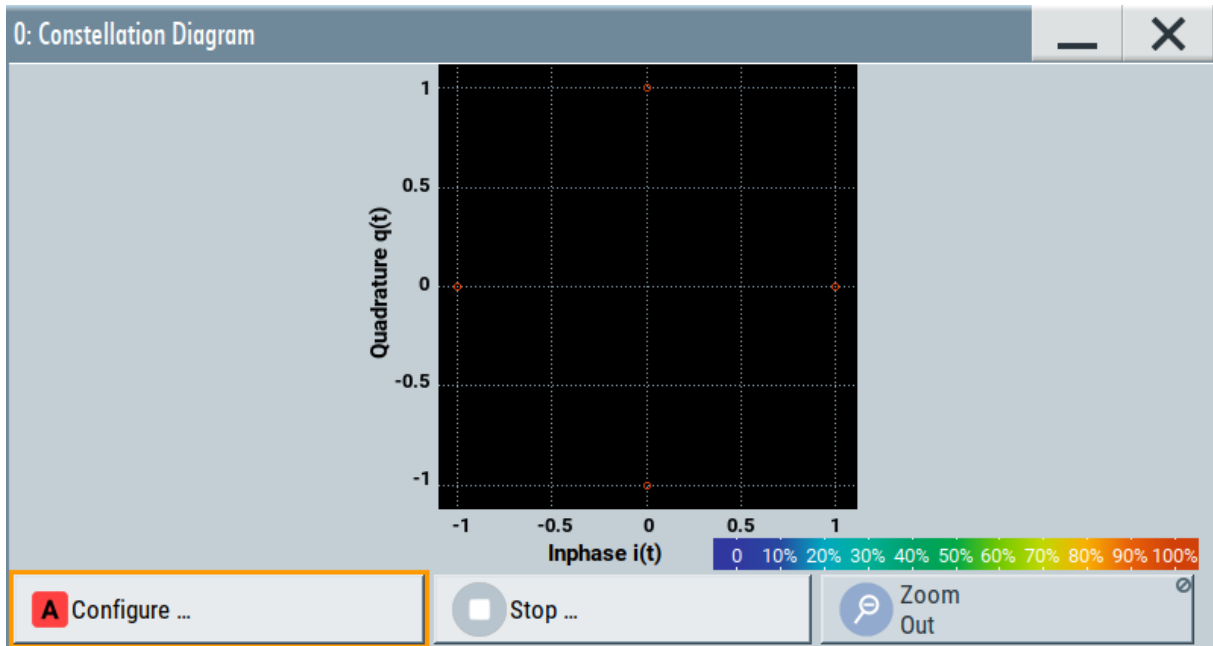 0: Constellation Diagram
1
0.5
0
-0.5
-1
Quadrature q(t)
-1 -0.5 0 0.5 1
Inphase i(t)
0 10% 20% 30% 40% 50% 60% 70% 80% 90% 100%
A Configure ...
Stop ...
Zoom
Out